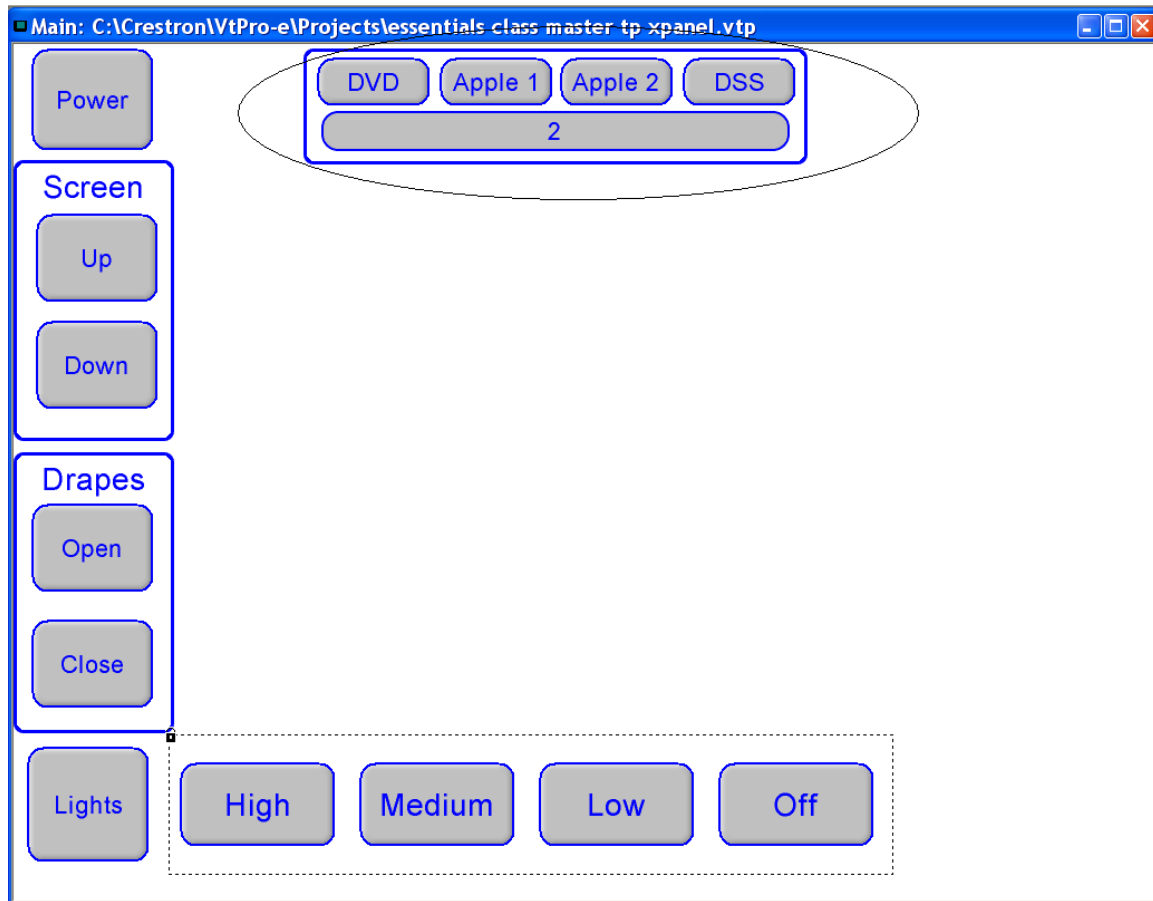 Main: C:\Crestron\VtPro-e\Projects\essentials class master tp xpanel.vtp
Power
DVD Apple 1 Apple 2 DSS
2
Screen
Up
Down
Drapes
Open
Close
Lights High Medium Low Off